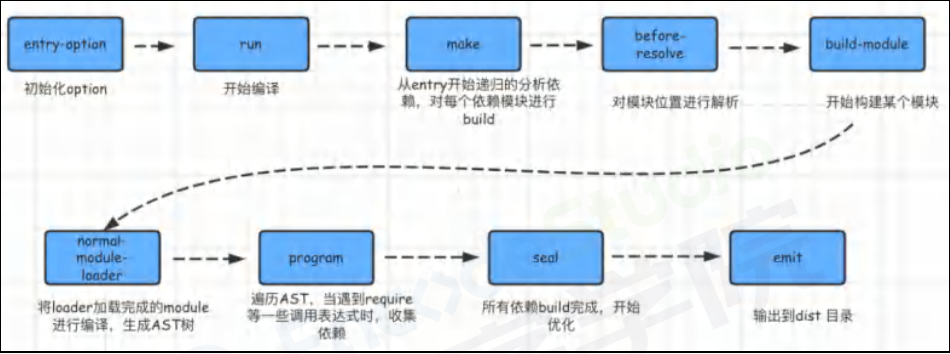 entry-option
run
make
before-
resolve
build-module
初始化option
开始编译
从entry开始递归的分析依
赖，对每个依赖模块进行
build
对模块位置进行解析
开始构建某个模块
normal-
module-
loader
program
seal
emit
将loader加载完成的module
进行编译，生成AST树
遍历AST，当遇到require
等一些调用表达式时，收集
依赖
所有依赖build完成，开始
优化
输出到dist 目录
Studio
学院